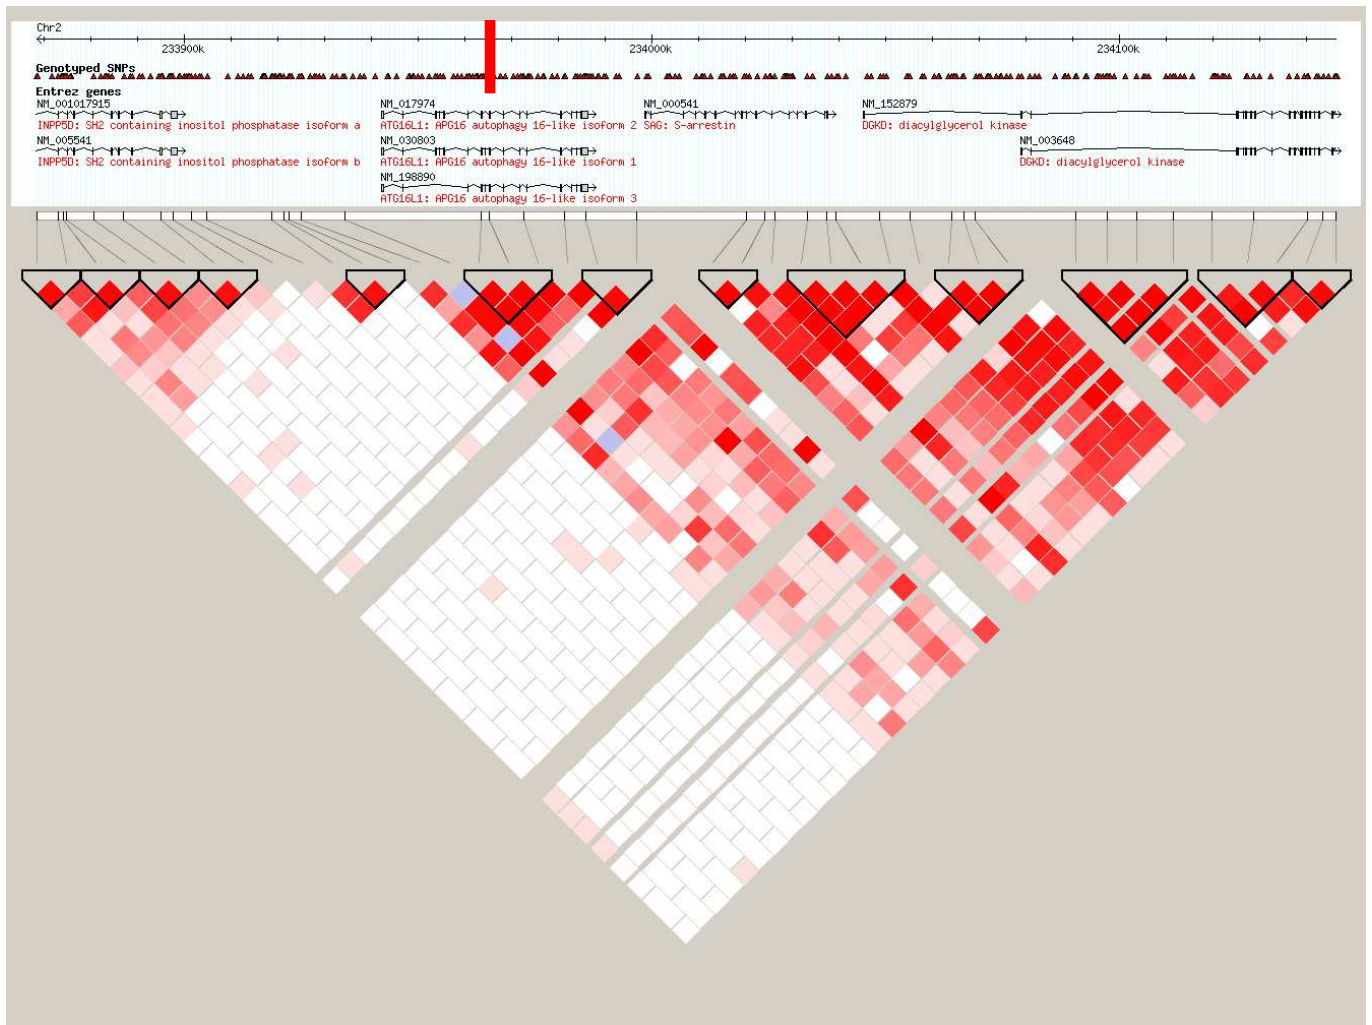 Chr2
233900k 234000k 234100k
Genotyped SNPs
Entrez genes
NM_001017915 NM_017974 NM_000541 NM_152879
INPP5D: SH2 containing inositol phosphatase isoform a ATG16L1: APG16 autophagy 16-like isoform 2 SAG: S-arrestin DGKD: diacylglycerol kinase
NM_005541 NM_030803 NM_003648
INPP5D: SH2 containing inositol phosphatase isoform b ATG16L1: APG16 autophagy 16-like isoform 1 DGKD: diacylglycerol kinase
NM_198890
ATG16L1: APG16 autophagy 16-like isoform 3